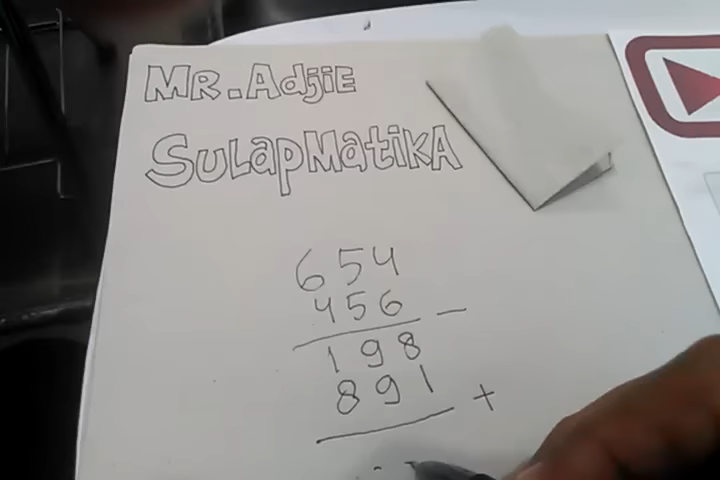 MR. AdjiE
SULAPMAtiKA
654
456 -
198
891 +